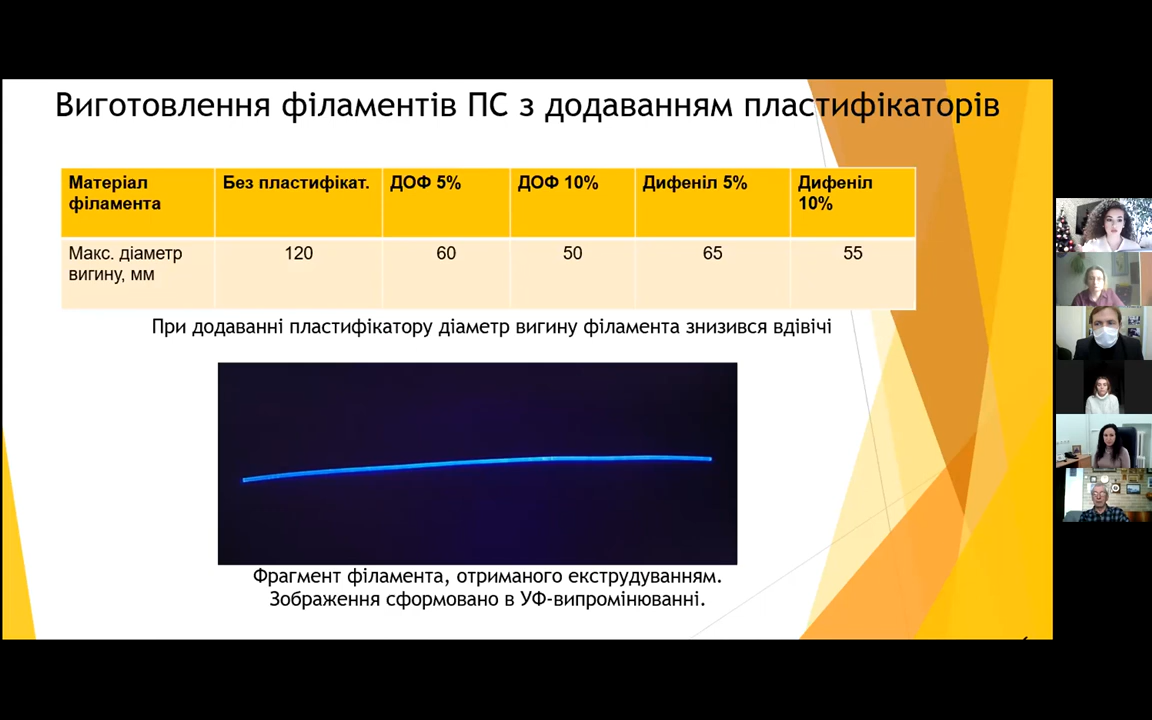 Виготовлення філаментів ПС з додаванням пластифікаторів
Матеріал філамента Без пластифікат. ДОФ 5% ДОФ 10% Дифеніл 5% Дифеніл 10%
Макс. діаметр вигину, мм 120 60 50 65 55
При додаванні пластифікатору діаметр вигину філамента знизився вдівічі
Фрагмент філамента, отриманого екструдуванням.
Зображення сформовано в УФ-випромінюванні.